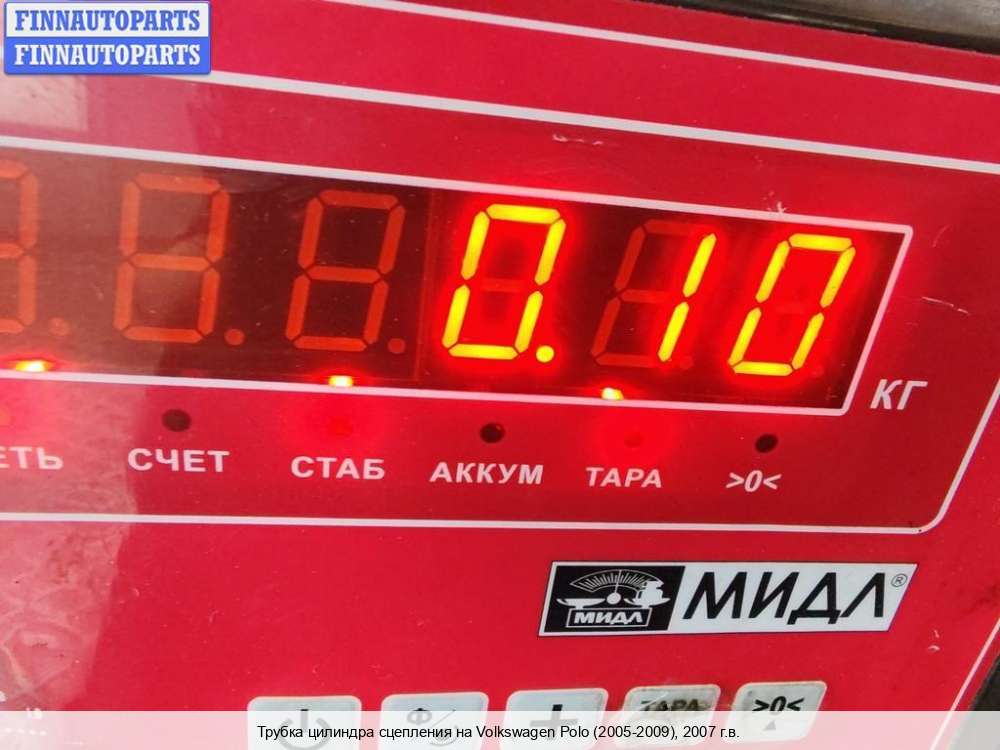 FINNAUTOPARTS
FINNAUTOPARTS
0.10
КГ
СЧЕТ СТАБ АККУМ ТАРА >0<
МИДЛ МИДЛ®
ТАРА >0<
Трубка цилиндра сцепления на Volkswagen Polo (2005-2009), 2007 г.в.